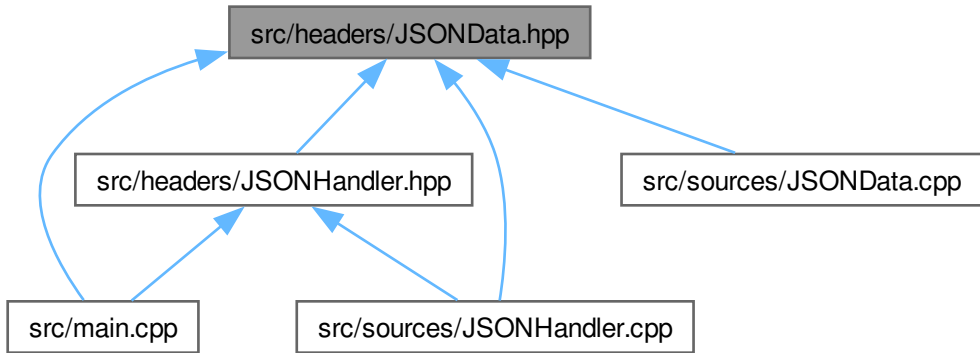 src/headers/JSONData.hpp
src/headers/JSONHandler.hpp
src/sources/JSONData.cpp
src/main.cpp
src/sources/JSONHandler.cpp